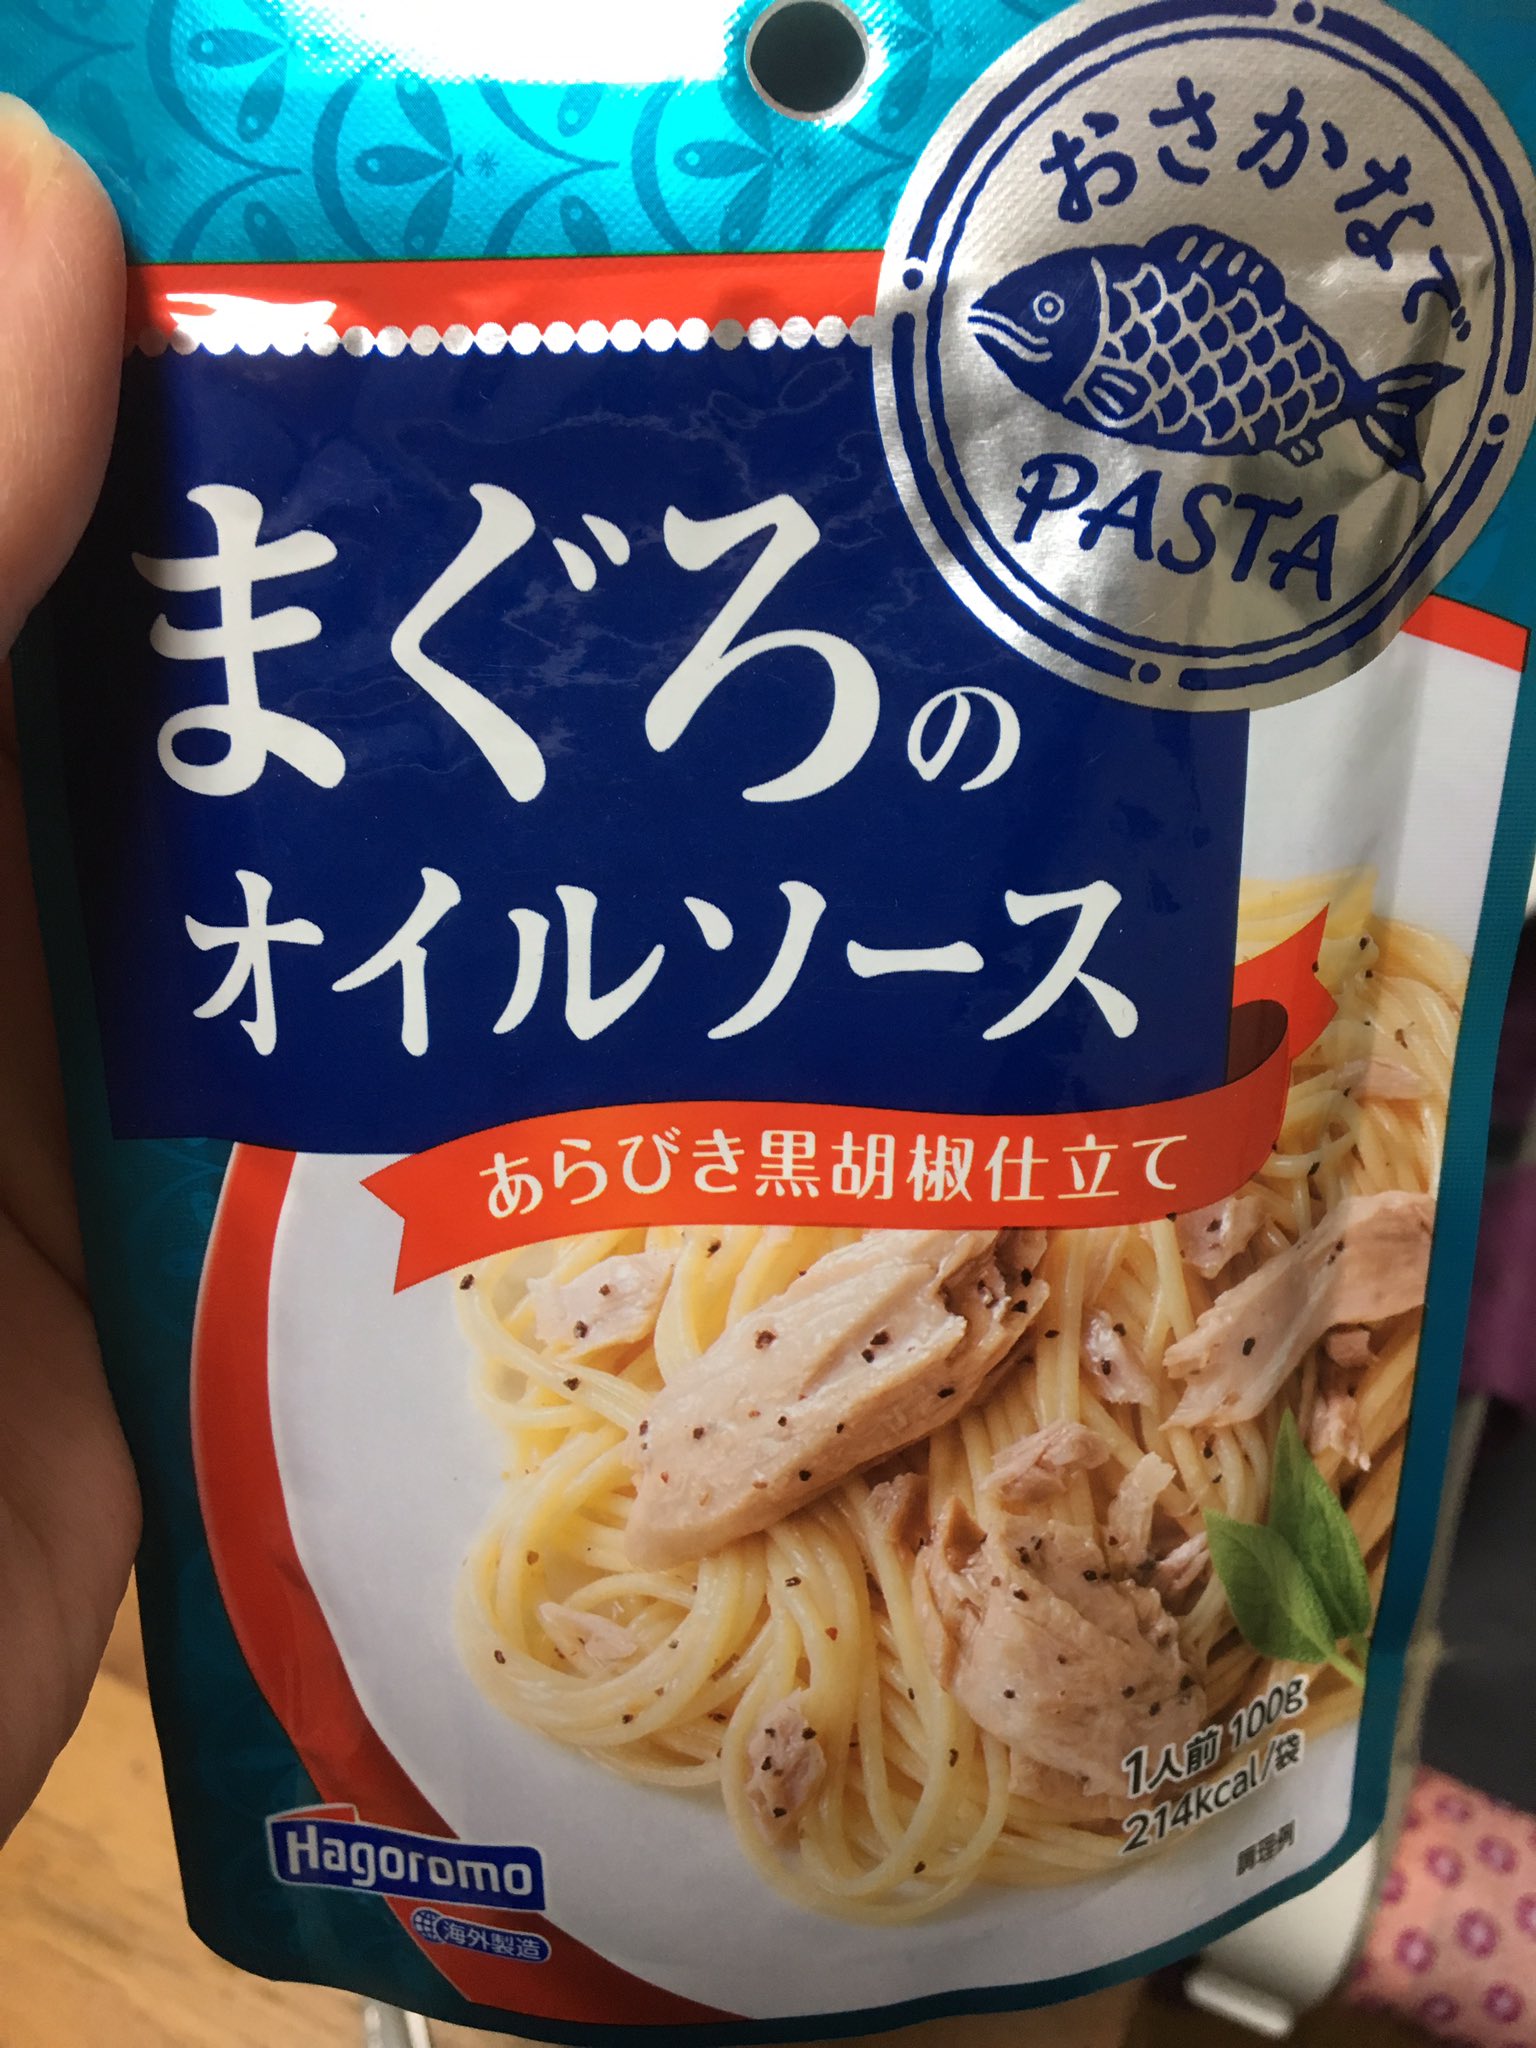 おさかなで
PASTA
まぐろの
オイルソース
あらびき黒胡椒仕立て
1人前 100g
214kcal/袋
調理例
Hagoromo
海外製造